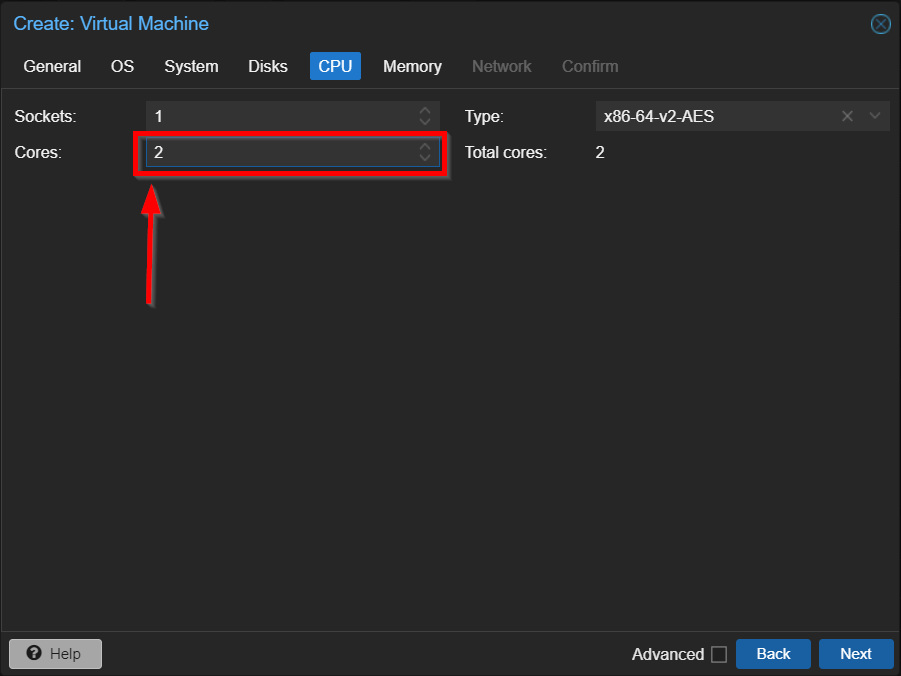 Create: Virtual Machine
General OS System Disks CPU Memory Network Confirm
Sockets: 1 Type: x86-64-v2-AES
Cores: 2 Total cores: 2
Help Advanced Back Next